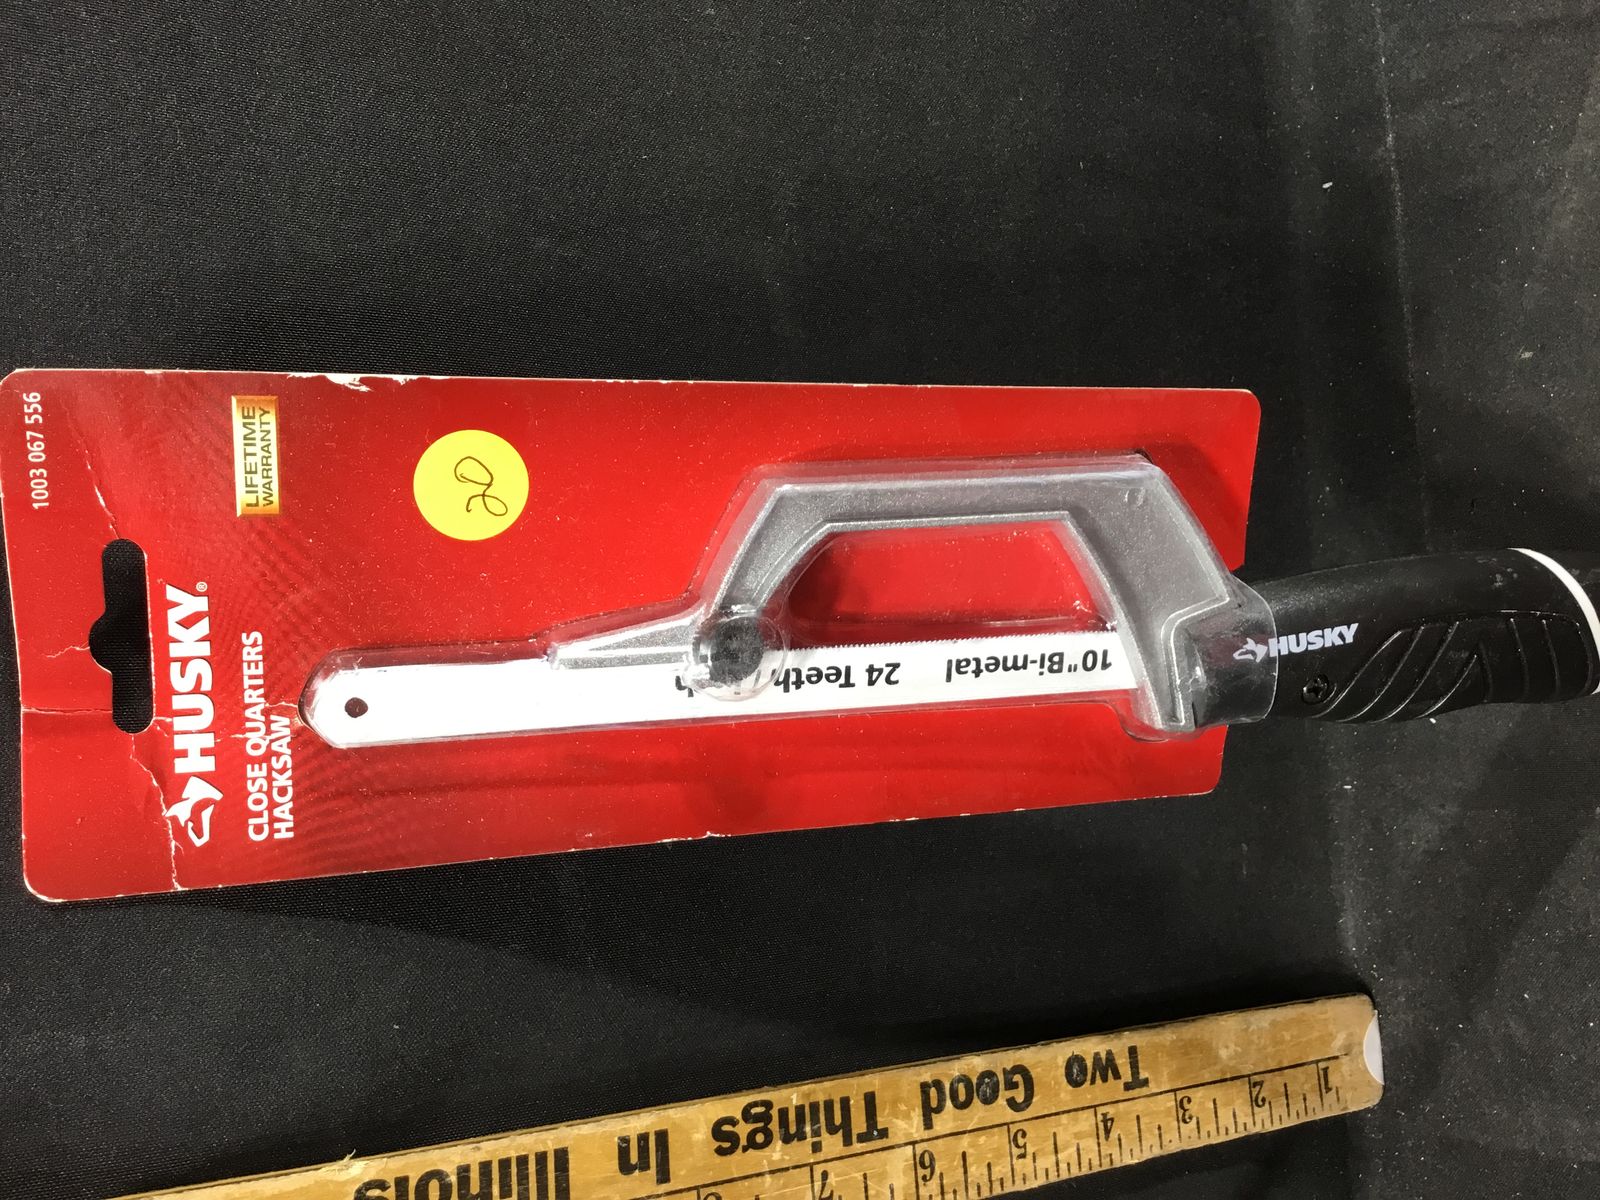 1003 067 556
LIFETIME
WARRANTY
HUSKY®
CLOSE QUARTERS
HACKSAW
20
10" Bi-metal 24 Teeth
HUSKY
Two Good Things In Illinois
1 2 3 4 5 6 7